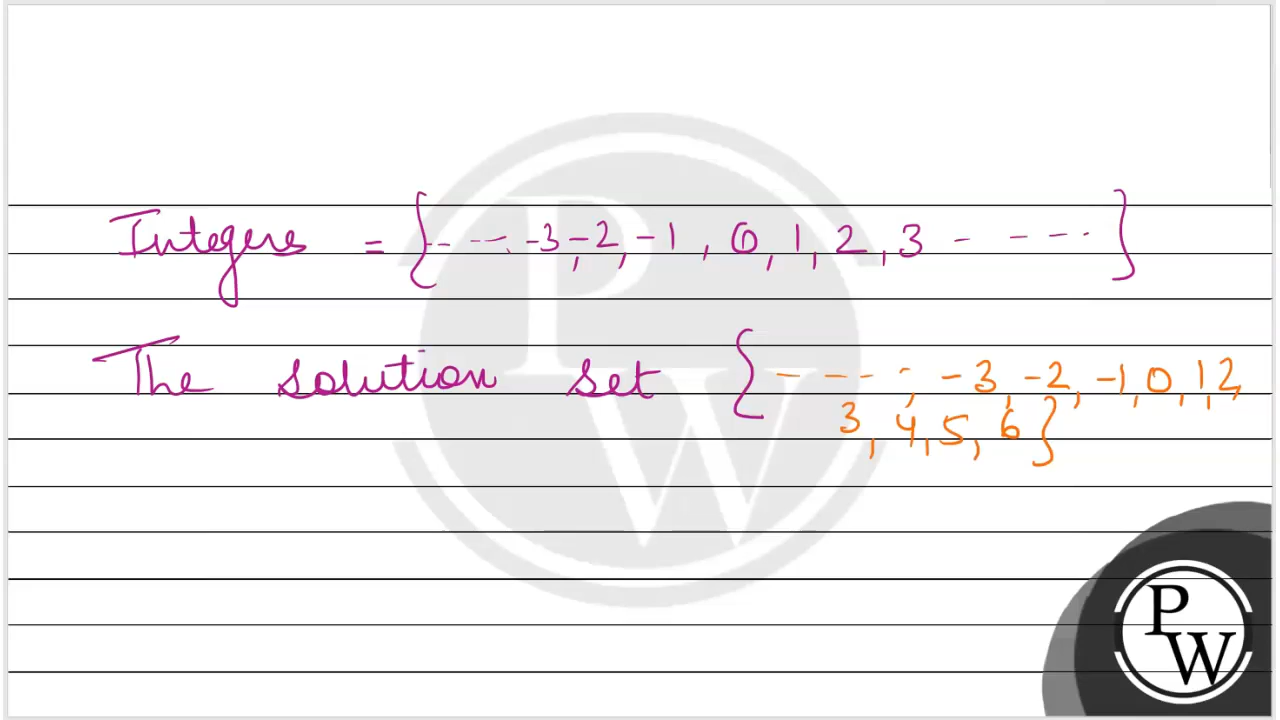 Integers = {-- ---. -3, -2, -1, 0, 1, 2, 3 - - -- .}
The solution set {- - - - -, -3, -2, -1, 0, 1, 2,
3, 4, 5, 6}
PW
PW